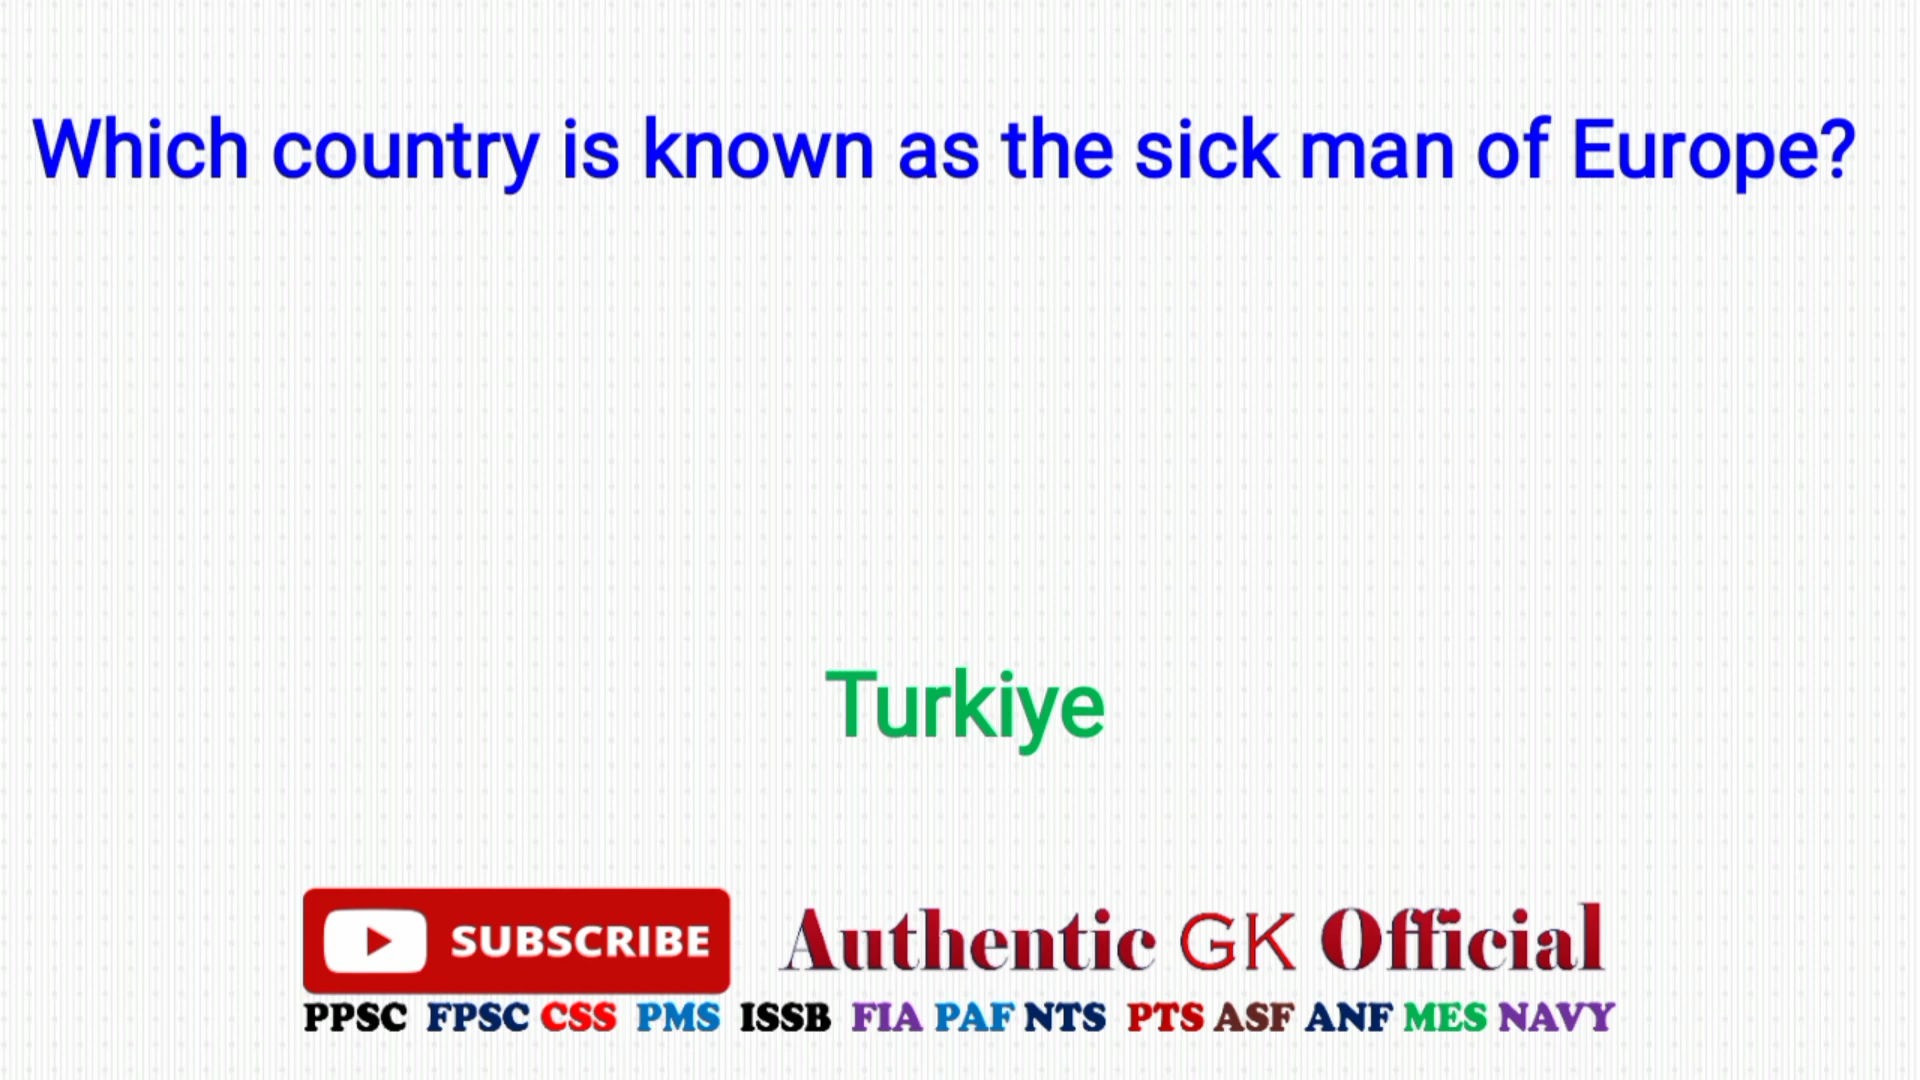 Which country is known as the sick man of Europe?
Turkiye
SUBSCRIBE Authentic GK Official
PPSC FPSC CSS PMS ISSB FIA PAF NTS PTS ASF ANF MES NAVY